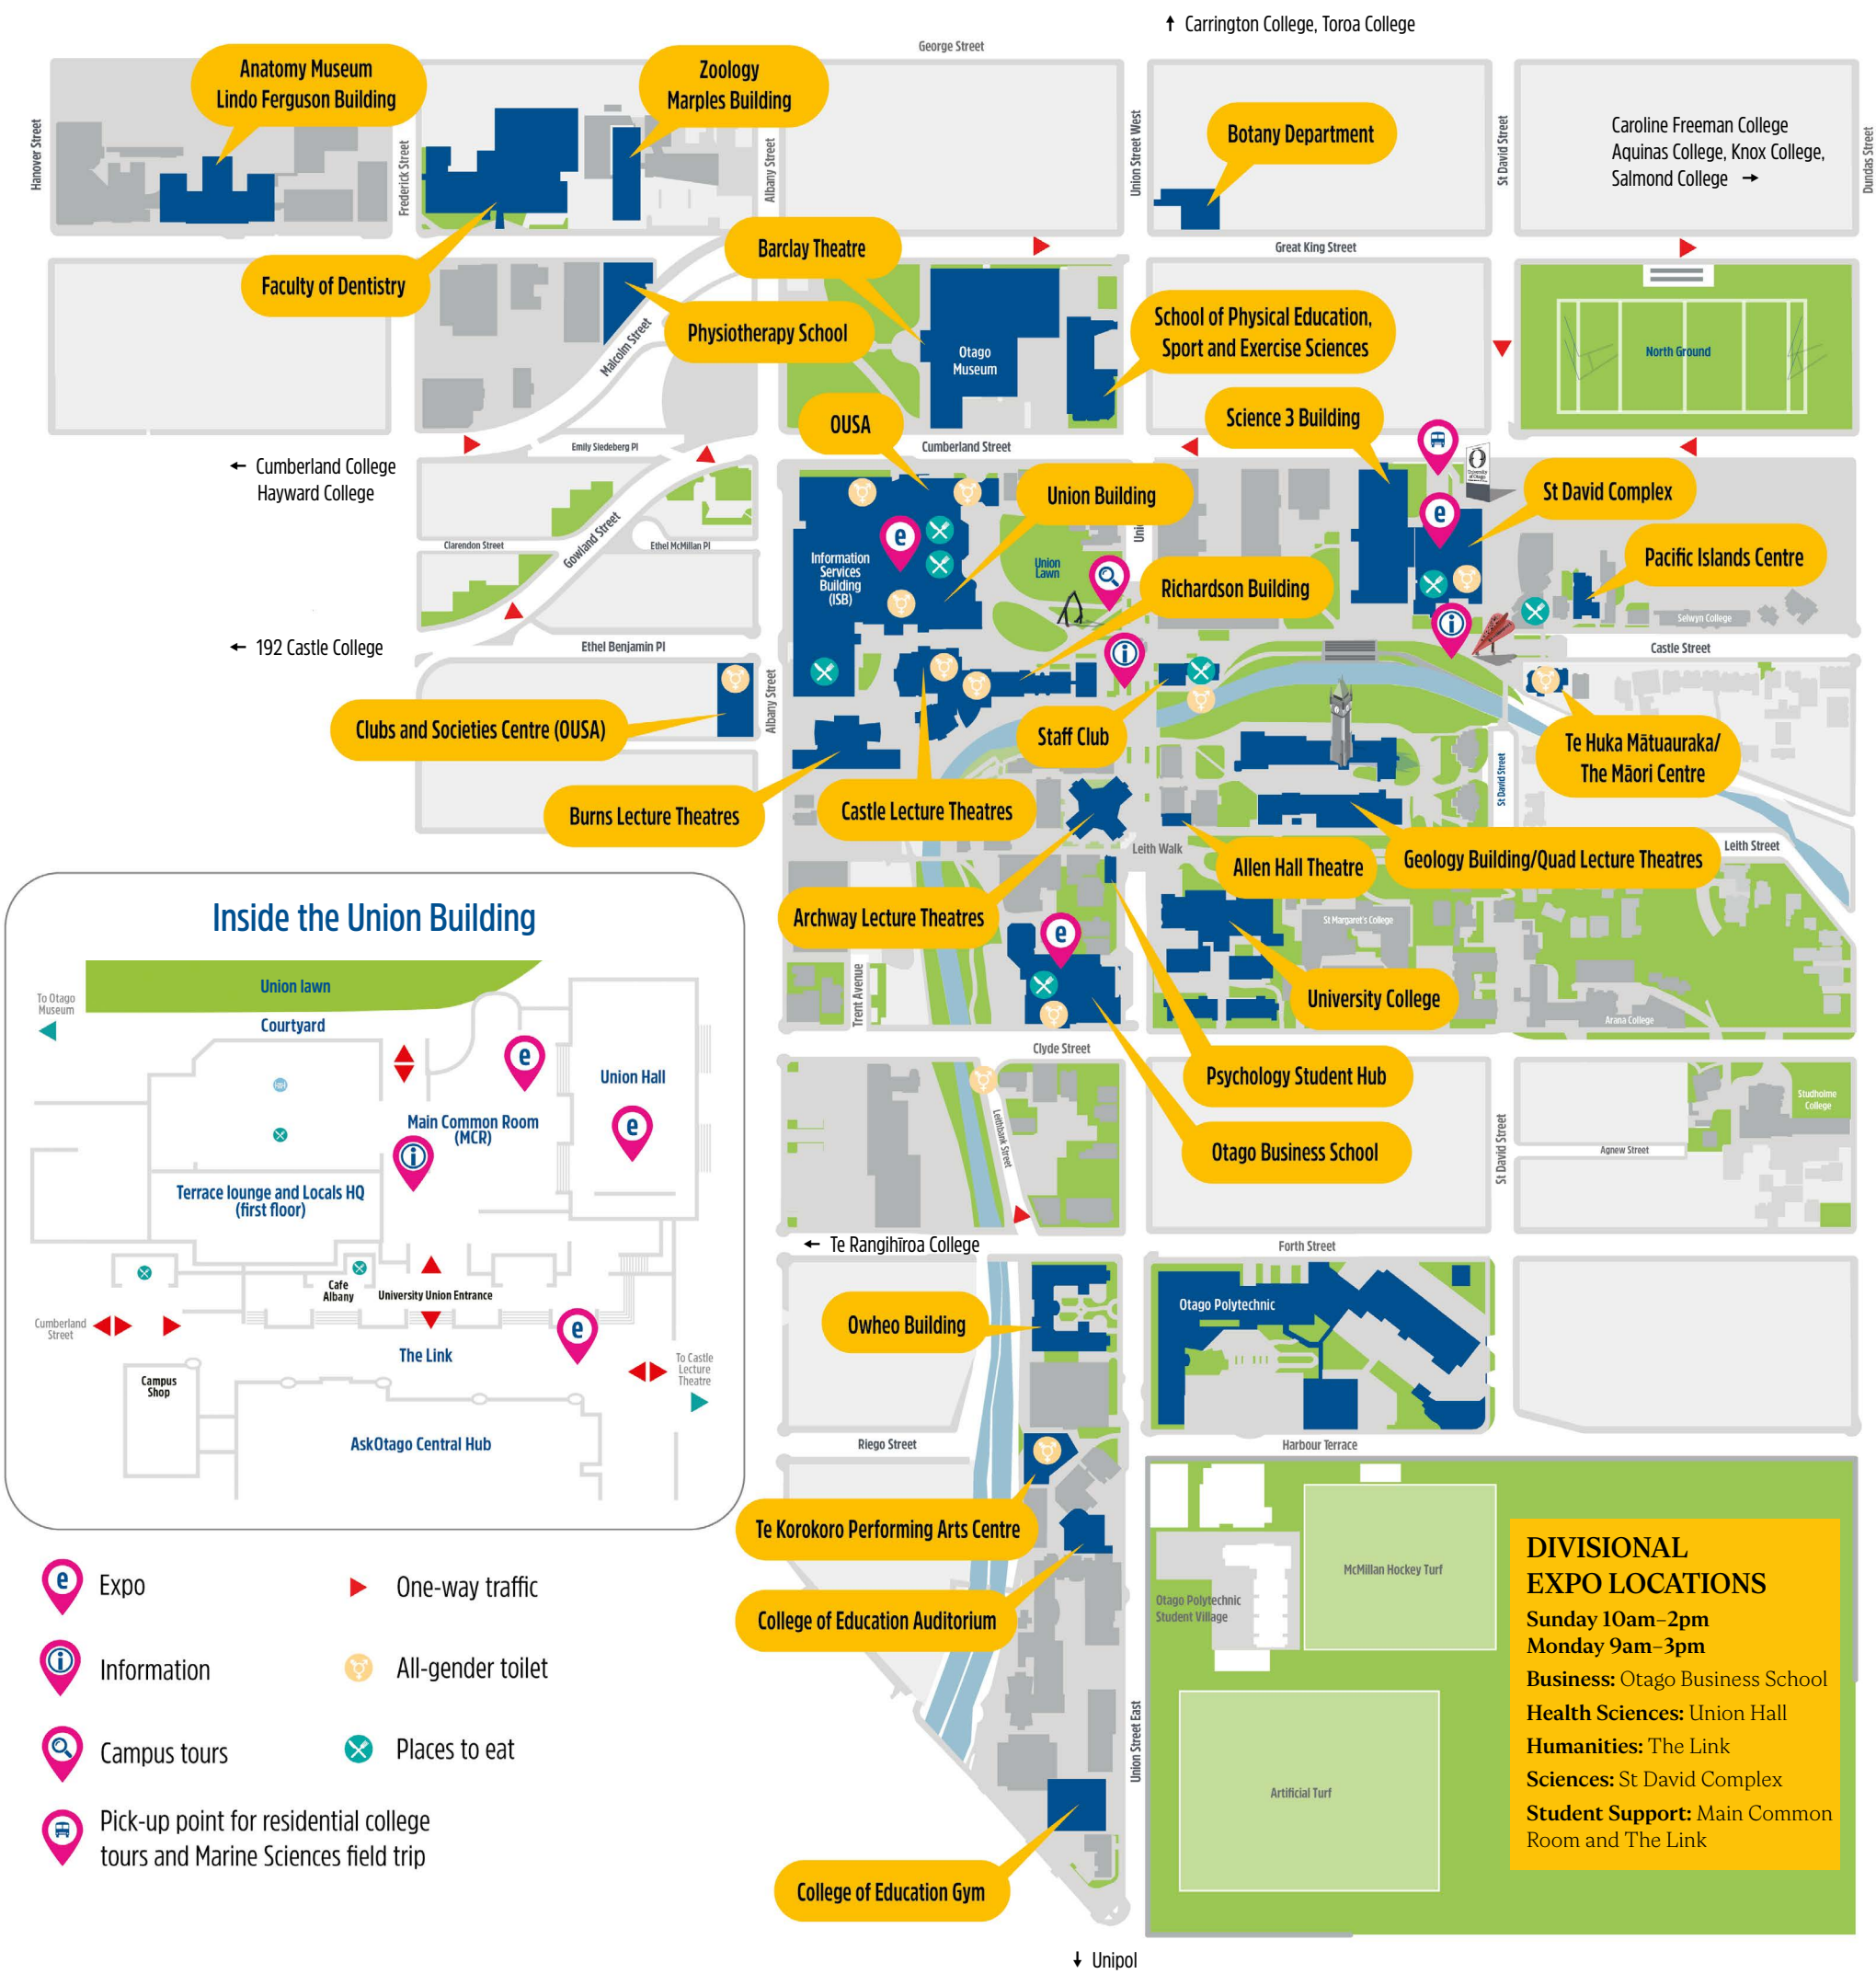 ↑ Carrington College, Toroa College
George Street
Anatomy Museum
Lindo Ferguson Building
Zoology
Marples Building
Hanover Street
Frederick Street
Albany Street
Union Street West
Botany Department
St David Street
Caroline Freeman College
Aquinas College, Knox College,
Salmond College →
Dundas Street
Great King Street
Barclay Theatre
Faculty of Dentistry
Physiotherapy School
Malcolm Street
Otago
Museum
School of Physical Education,
Sport and Exercise Sciences
North Ground
OUSA
Science 3 Building
Cumberland Street
Emily Siedeberg Pl
← Cumberland College
Hayward College
Union Building
St David Complex
Clarendon Street
Gowland Street
Ethel McMillan Pl
Information
Services
Building
(ISB)
Union
Lawn
Uni
Richardson Building
Pacific Islands Centre
Selwyn College
← 192 Castle College
Ethel Benjamin Pl
Castle Street
Albany Street
Clubs and Societies Centre (OUSA)
Staff Club
Te Huka Mātuauraka/
The Māori Centre
St David Street
Burns Lecture Theatres
Castle Lecture Theatres
Leith Walk
Allen Hall Theatre
Geology Building/Quad Lecture Theatres
Leith Street
Archway Lecture Theatres
St Margaret's College
University College
Trent Avenue
Arana College
Clyde Street
Psychology Student Hub
Leithbank Street
Otago Business School
St David Street
Studholme
College
Agnew Street
← Te Rangihīroa College
Forth Street
Owheo Building
Otago Polytechnic
Riego Street
Harbour Terrace
Te Korokoro Performing Arts Centre
College of Education Auditorium
McMillan Hockey Turf
Otago Polytechnic
Student Village
Union Street East
Artificial Turf
College of Education Gym
↓ Unipol
Inside the Union Building
Union lawn
To Otago
Museum
Courtyard
Union Hall
Main Common Room
(MCR)
Terrace lounge and Locals HQ
(first floor)
Cafe
Albany
University Union Entrance
Cumberland
Street
The Link
To Castle
Lecture
Theatre
Campus
Shop
AskOtago Central Hub
e Expo
One-way traffic
i Information
All-gender toilet
Campus tours
Places to eat
Pick-up point for residential college
tours and Marine Sciences field trip
DIVISIONAL
EXPO LOCATIONS
Sunday 10am–2pm
Monday 9am–3pm
Business: Otago Business School
Health Sciences: Union Hall
Humanities: The Link
Sciences: St David Complex
Student Support: Main Common
Room and The Link